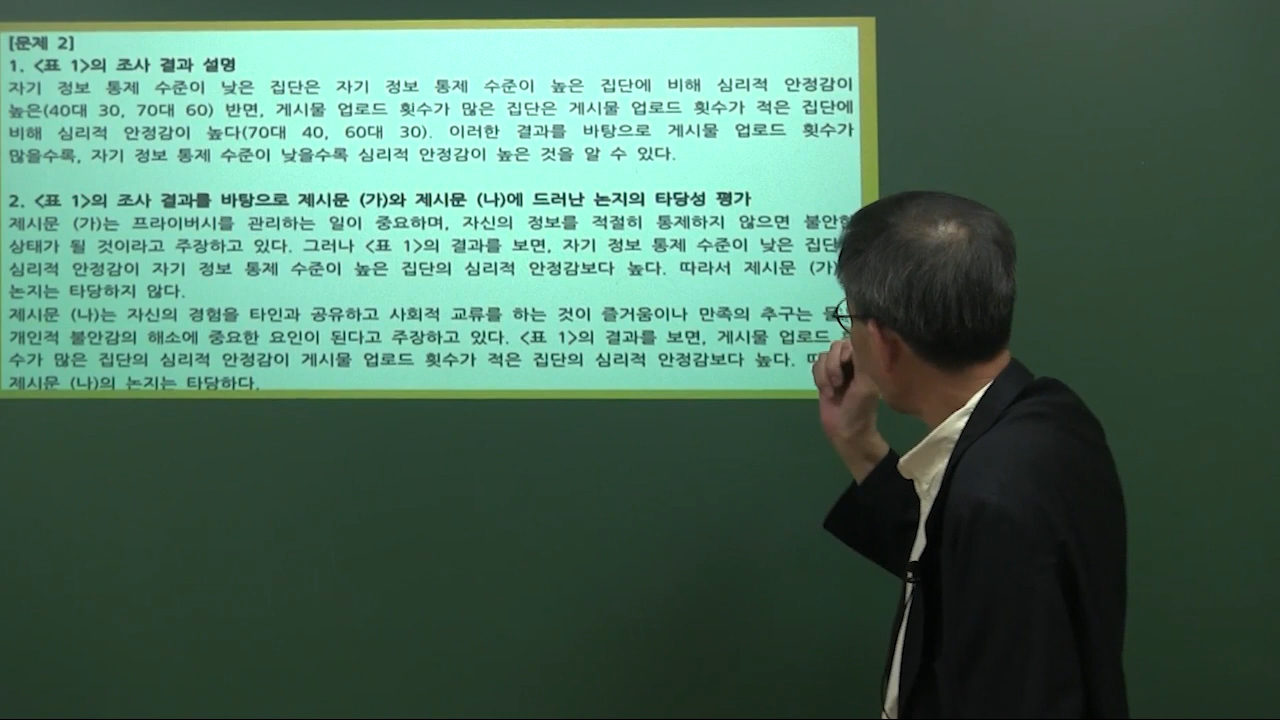 [문제 2]
1. <표 1>의 조사 결과 설명
자기 정보 통제 수준이 낮은 집단은 자기 정보 통제 수준이 높은 집단에 비해 심리적 안정감이
높은(40대 30, 70대 60) 반면, 게시물 업로드 횟수가 많은 집단은 게시물 업로드 횟수가 적은 집단에
비해 심리적 안정감이 높다(70대 40, 60대 30). 이러한 결과를 바탕으로 게시물 업로드 횟수가
많을수록, 자기 정보 통제 수준이 낮을수록 심리적 안정감이 높은 것을 알 수 있다.
2. <표 1>의 조사 결과를 바탕으로 제시문 (가)와 제시문 (나)에 드러난 논지의 타당성 평가
제시문 (가)는 프라이버시를 관리하는 일이 중요하며, 자신의 정보를 적절히 통제하지 않으면 불안한
상태가 될 것이라고 주장하고 있다. 그러나 <표 1>의 결과를 보면, 자기 정보 통제 수준이 낮은 집단
심리적 안정감이 자기 정보 통제 수준이 높은 집단의 심리적 안정감보다 높다. 따라서 제시문 (가)
논지는 타당하지 않다.
제시문 (나)는 자신의 경험을 타인과 공유하고 사회적 교류를 하는 것이 즐거움이나 만족의 추구는
개인적 불안감의 해소에 중요한 요인이 된다고 주장하고 있다. <표 1>의 결과를 보면, 게시물 업로드
수가 많은 집단의 심리적 안정감이 게시물 업로드 횟수가 적은 집단의 심리적 안정감보다 높다.
제시문 (나)의 논지는 타당하다.